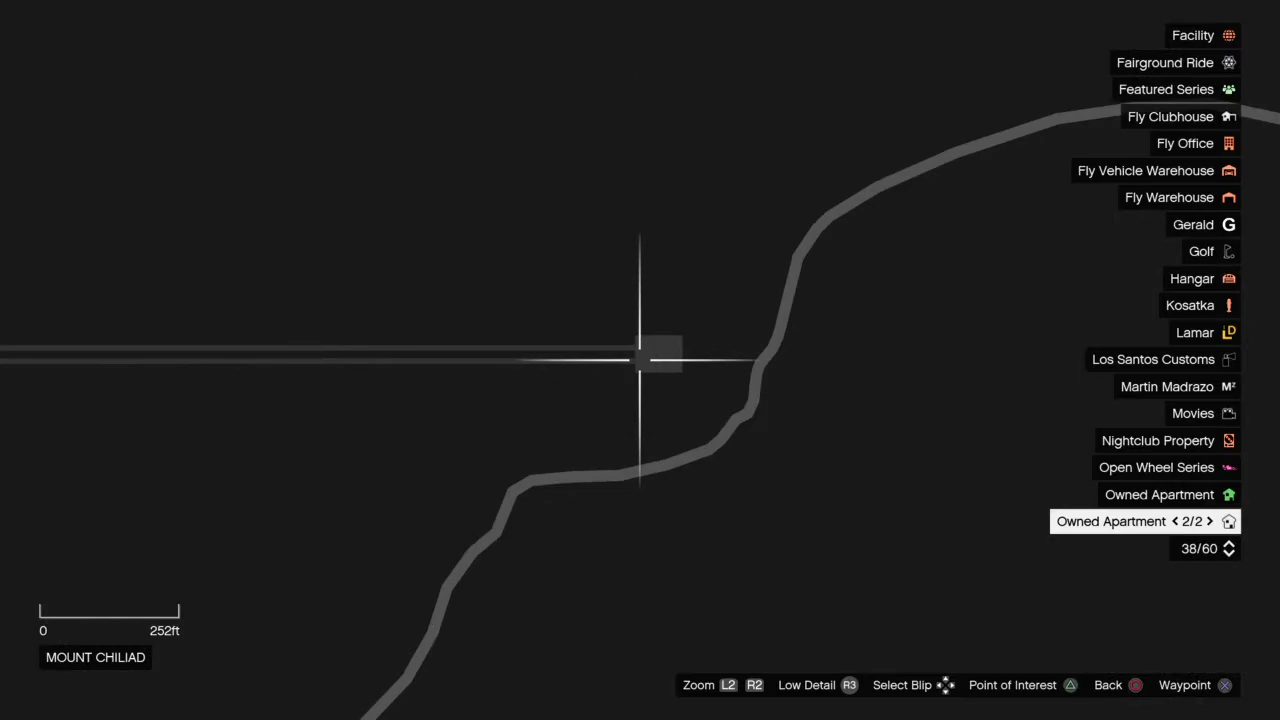 Facility
Fairground Ride
Featured Series
Fly Clubhouse
Fly Office
Fly Vehicle Warehouse
Fly Warehouse
Gerald G
Golf
Hangar
Kosatka
Lamar LD
Los Santos Customs
Martin Madrazo MZ
Movies
Nightclub Property
Open Wheel Series
Owned Apartment
Owned Apartment < 2/2 >
38/60
0 252ft
MOUNT CHILIAD
Zoom L2 R2 Low Detail R3 Select Blip Point of Interest Back Waypoint